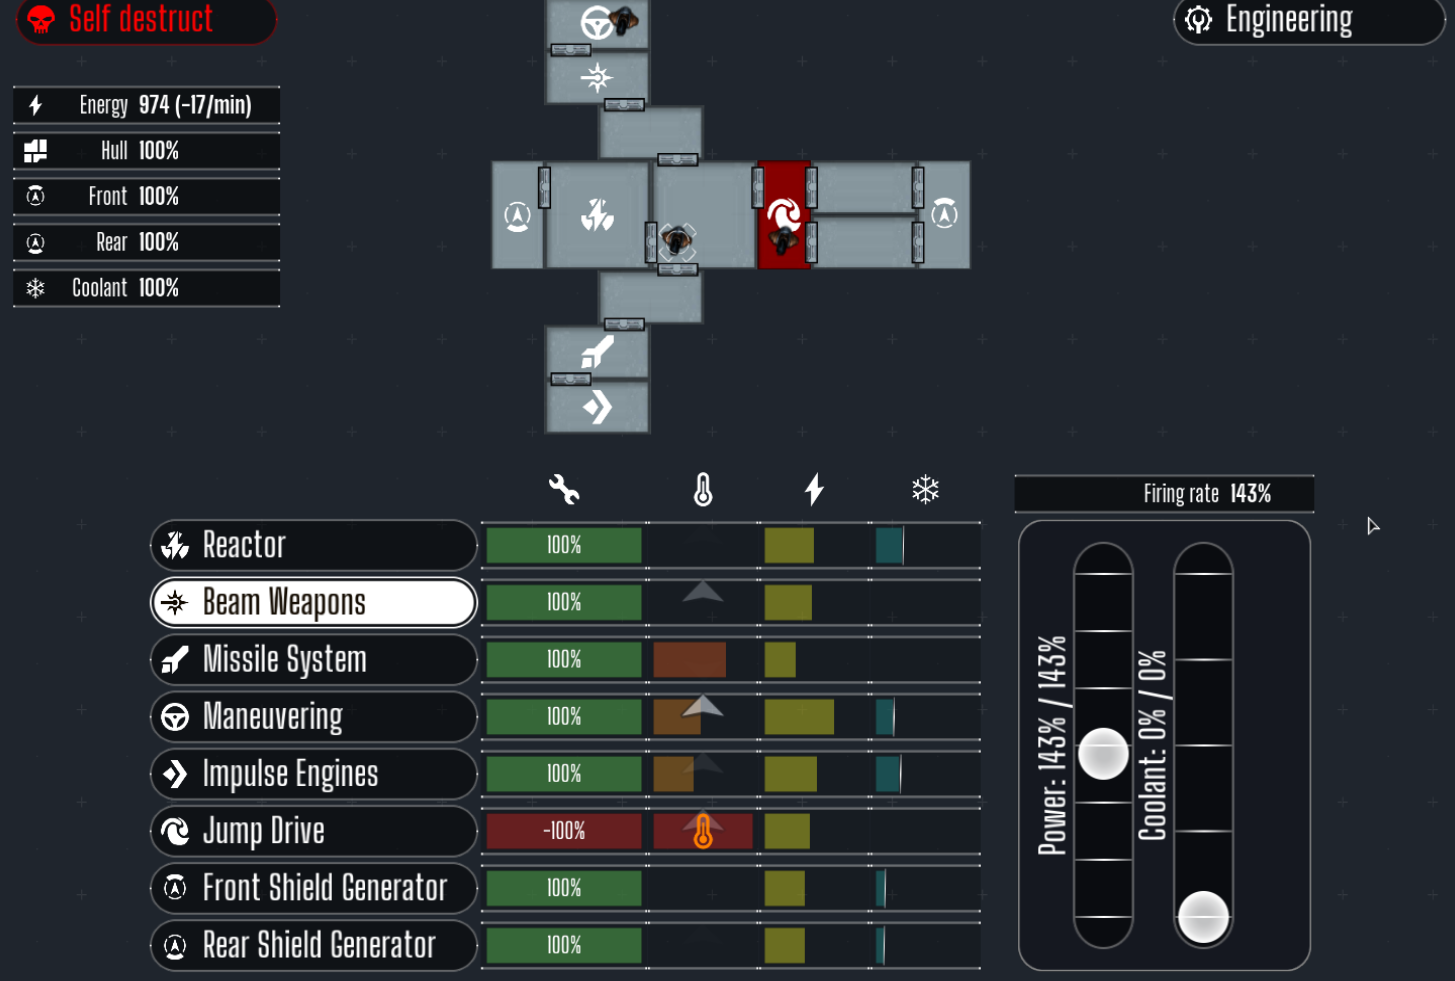 Self destruct
Engineering
Energy 974 (-17/min)
Hull 100%
Front 100%
Rear 100%
Coolant 100%
Firing rate 143%
Reactor 100%
Beam Weapons 100%
Missile System 100%
Maneuvering 100%
Impulse Engines 100%
Jump Drive -100%
Front Shield Generator 100%
Rear Shield Generator 100%
Power: 143% / 143%
Coolant: 0% / 0%